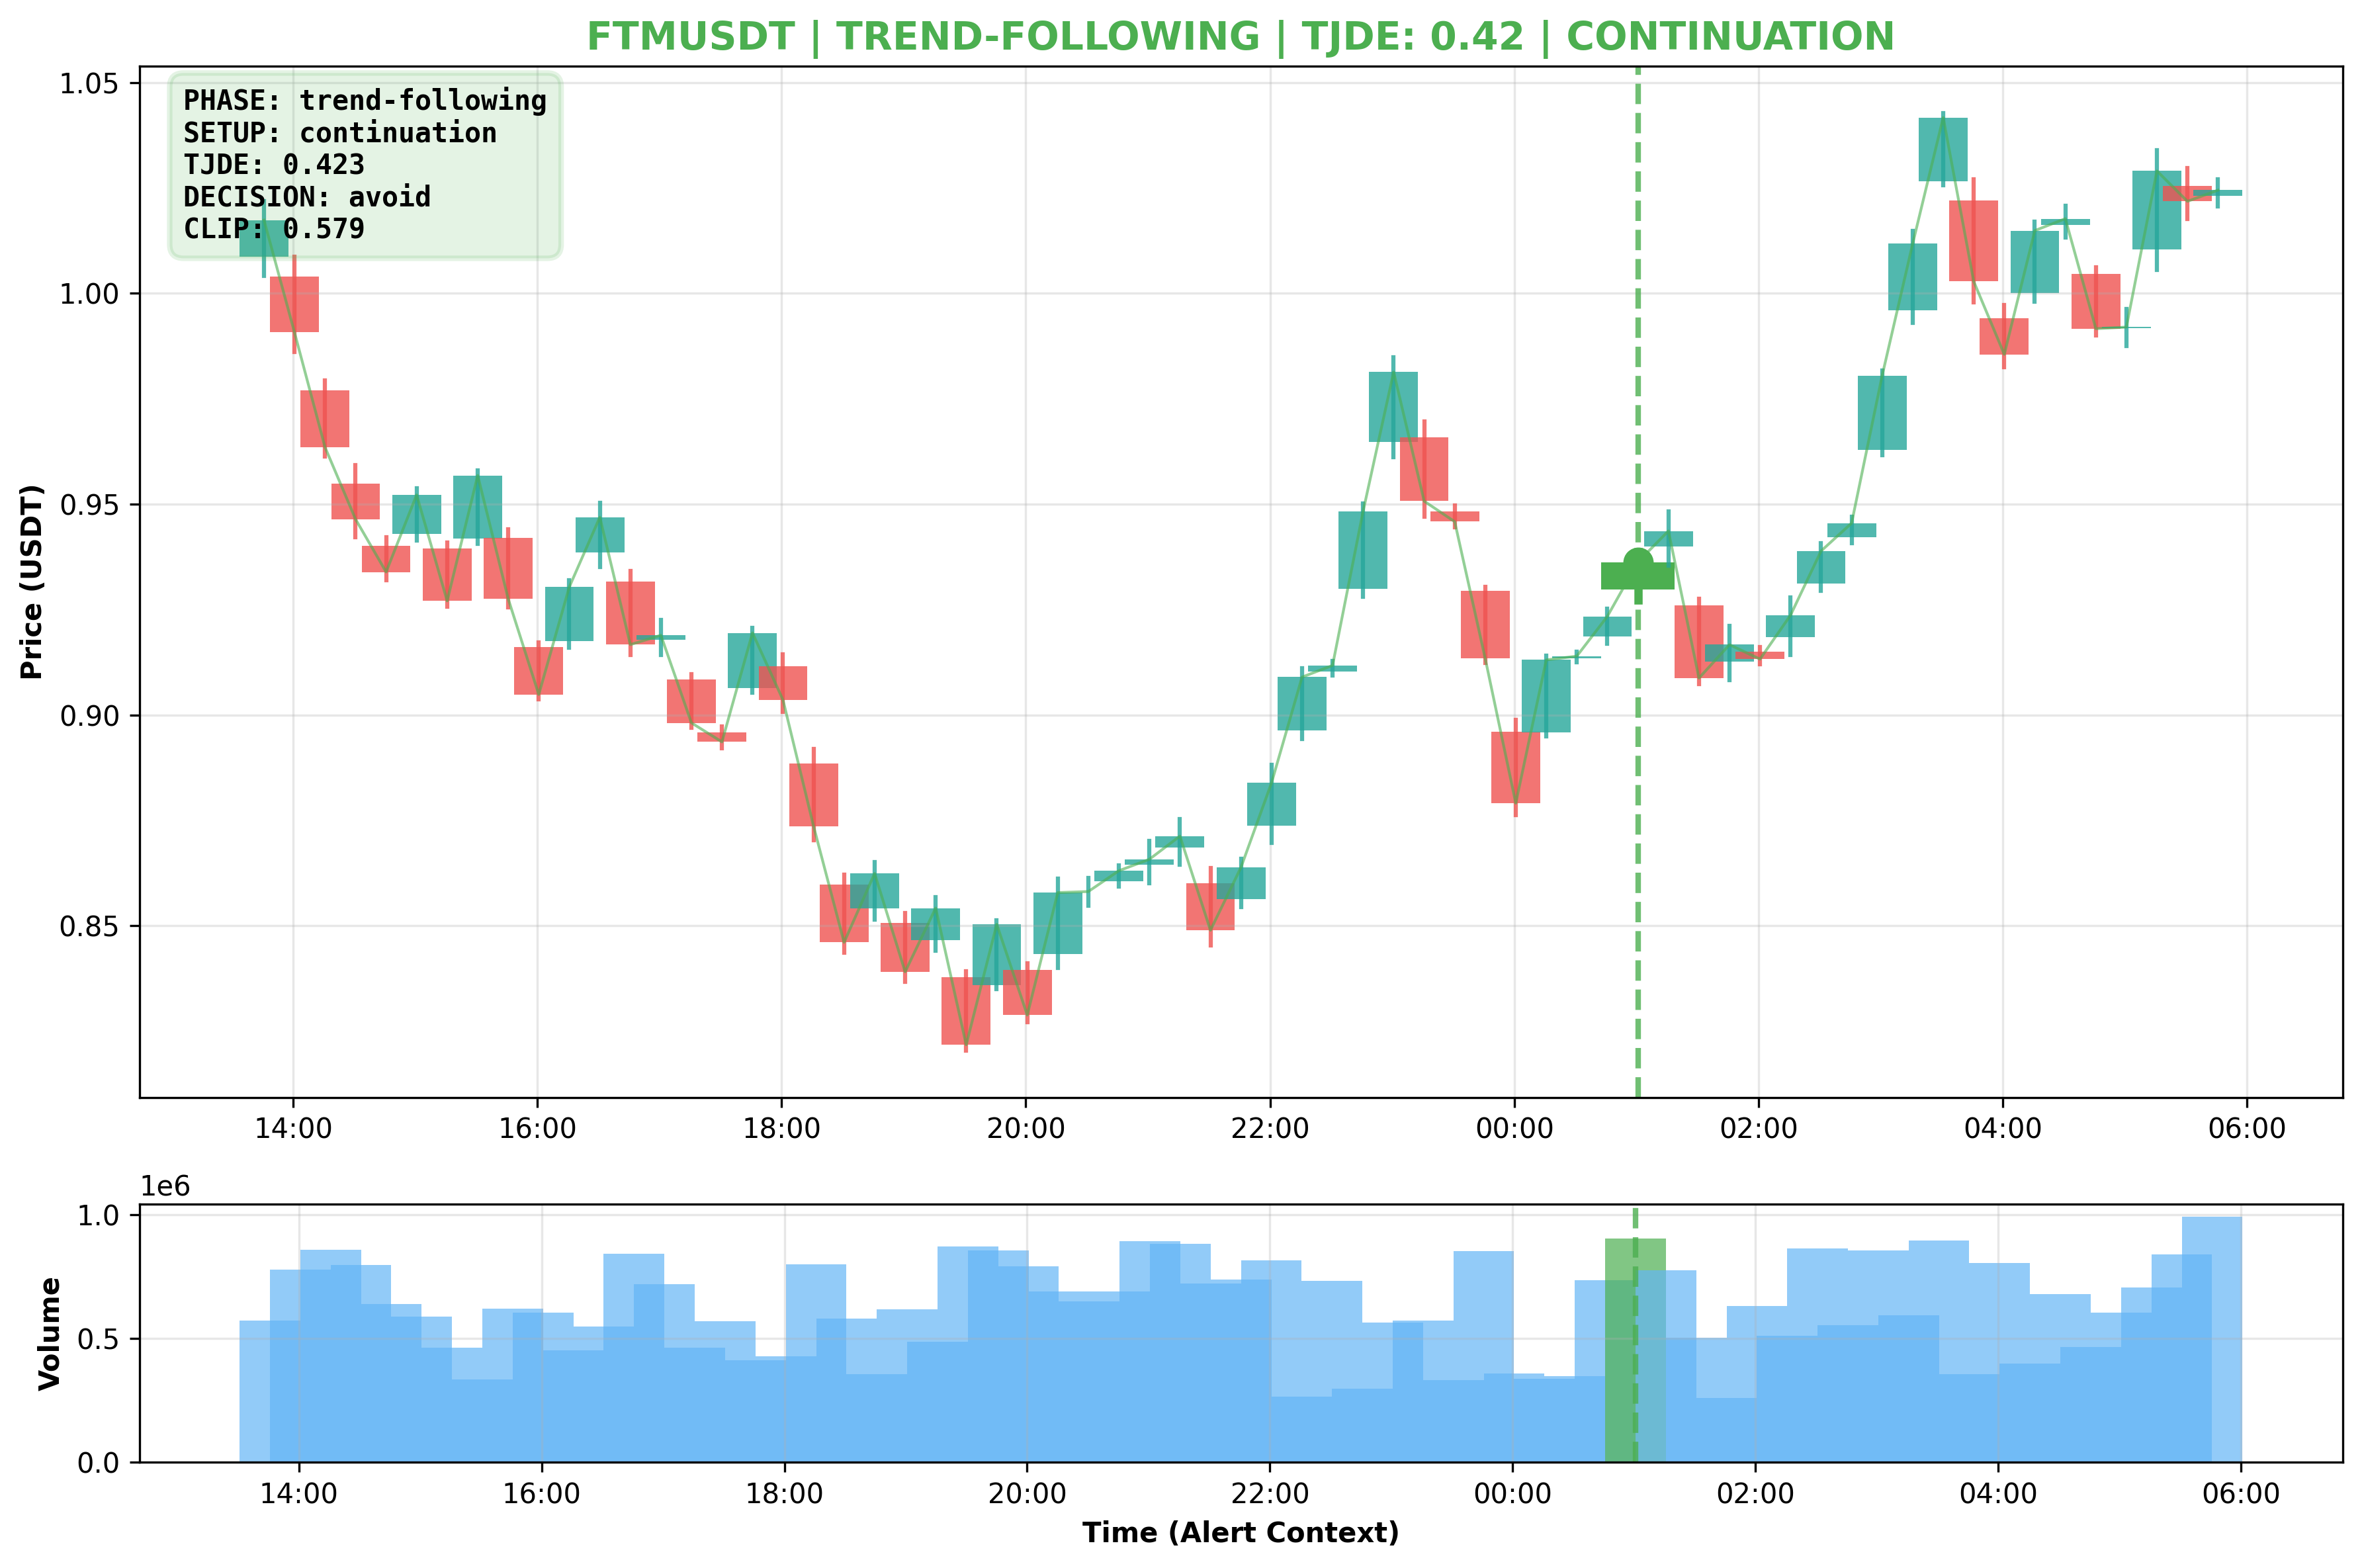 FTMUSDT | TREND-FOLLOWING | TJDE: 0.42 | CONTINUATION
PHASE: trend-following
SETUP: continuation
TJDE: 0.423
DECISION: avoid
CLIP: 0.579
Price (USDT)
1.05
1.00
0.95
0.90
0.85
14:00 16:00 18:00 20:00 22:00 00:00 02:00 04:00 06:00
1e6
Volume
1.0
0.5
0.0
14:00 16:00 18:00 20:00 22:00 00:00 02:00 04:00 06:00
Time (Alert Context)